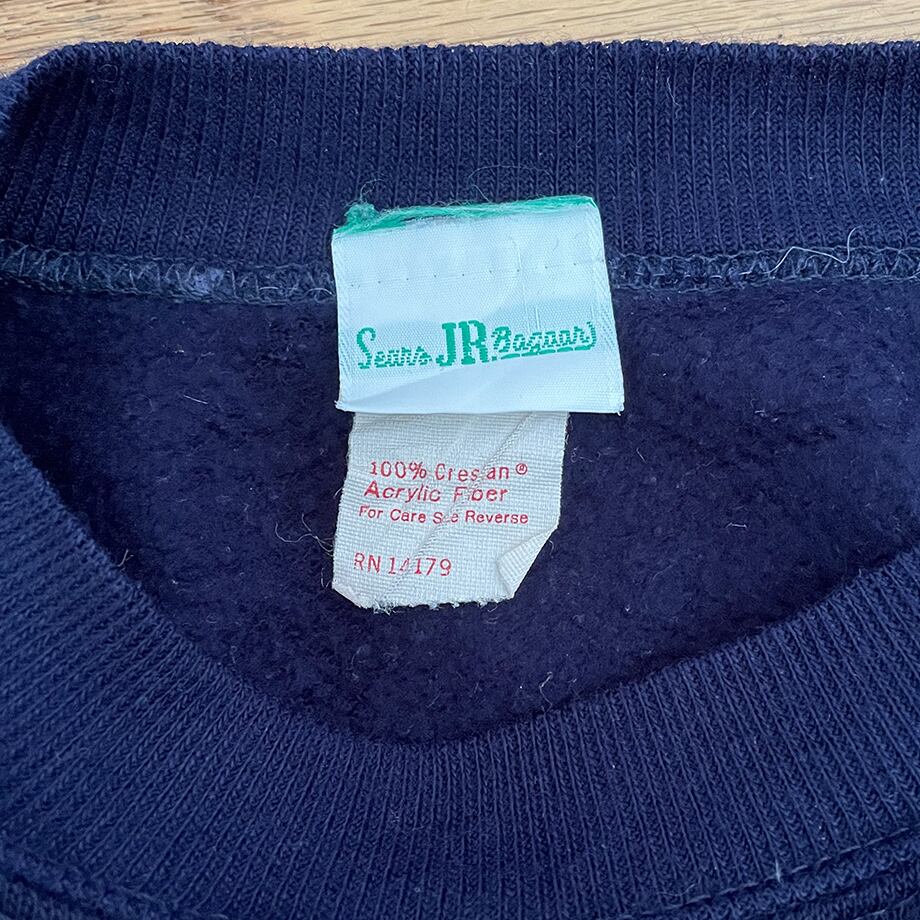 Sears JR. Bazaar
100% Creslan®
Acrylic Fiber
For Care See Reverse
RN 14179